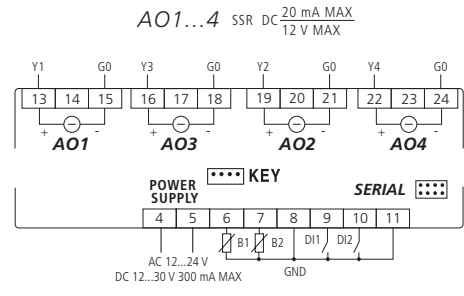 AO1...4 SSR DC 20 mA MAX
12 V MAX
Y1 G0 Y3 G0 Y2 G0 Y4 G0
13 14 15 16 17 18 19 20 21 22 23 24
+ - + - + - + -
AO1 AO3 AO2 AO4
KEY
POWER
SUPPLY
SERIAL
4 5 6 7 8 9 10 11
B1 B2 DI1 DI2
AC 12...24 V
GND
DC 12...30 V 300 mA MAX